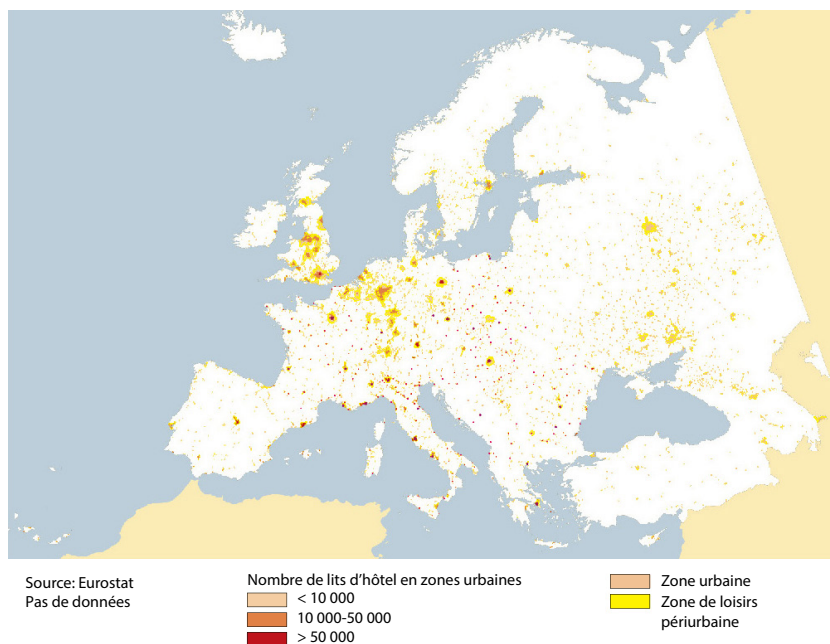 Source: Eurostat
Pas de données
Nombre de lits d’hôtel en zones urbaines
< 10 000
10 000-50 000
> 50 000
Zone urbaine
Zone de loisirs
périurbaine